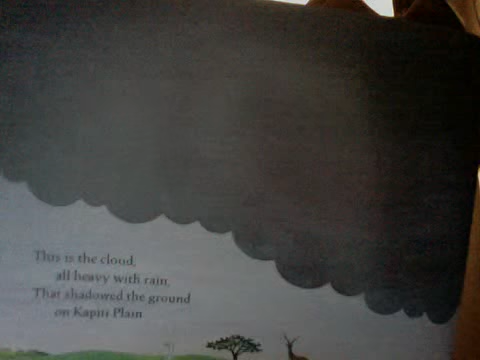 This is the cloud,
all heavy with rain,
That shadowed the ground
on Kapiti Plain